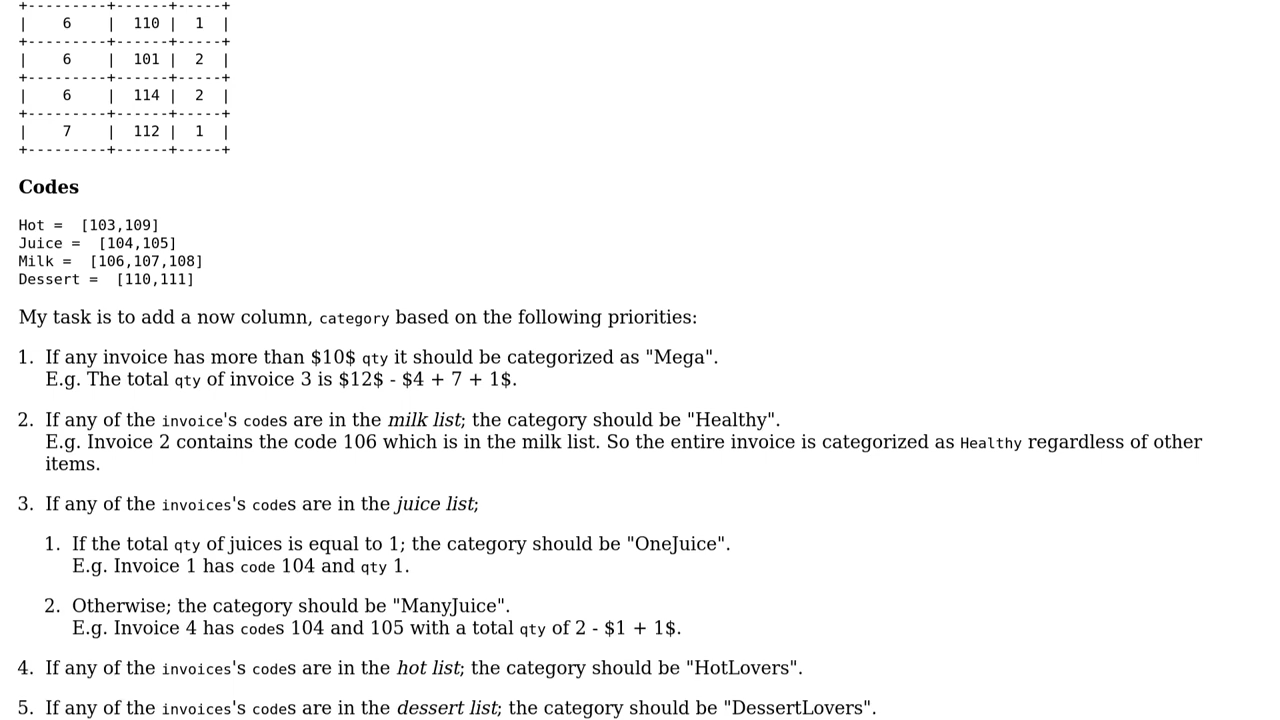 +---------+------+-----+
|    6    |  110 |  1  |
+---------+------+-----+
|    6    |  101 |  2  |
+---------+------+-----+
|    6    |  114 |  2  |
+---------+------+-----+
|    7    |  112 |  1  |
+---------+------+-----+
Codes
Hot =  [103,109]
Juice =  [104,105]
Milk =  [106,107,108]
Dessert =  [110,111]
My task is to add a now column, category based on the following priorities:
1. If any invoice has more than $10$ qty it should be categorized as "Mega".
E.g. The total qty of invoice 3 is $12$ - $4 + 7 + 1$.
2. If any of the invoice's codes are in the milk list; the category should be "Healthy".
E.g. Invoice 2 contains the code 106 which is in the milk list. So the entire invoice is categorized as Healthy regardless of other
items.
3. If any of the invoices's codes are in the juice list;
1. If the total qty of juices is equal to 1; the category should be "OneJuice".
E.g. Invoice 1 has code 104 and qty 1.
2. Otherwise; the category should be "ManyJuice".
E.g. Invoice 4 has codes 104 and 105 with a total qty of 2 - $1 + 1$.
4. If any of the invoices's codes are in the hot list; the category should be "HotLovers".
5. If any of the invoices's codes are in the dessert list; the category should be "DessertLovers".